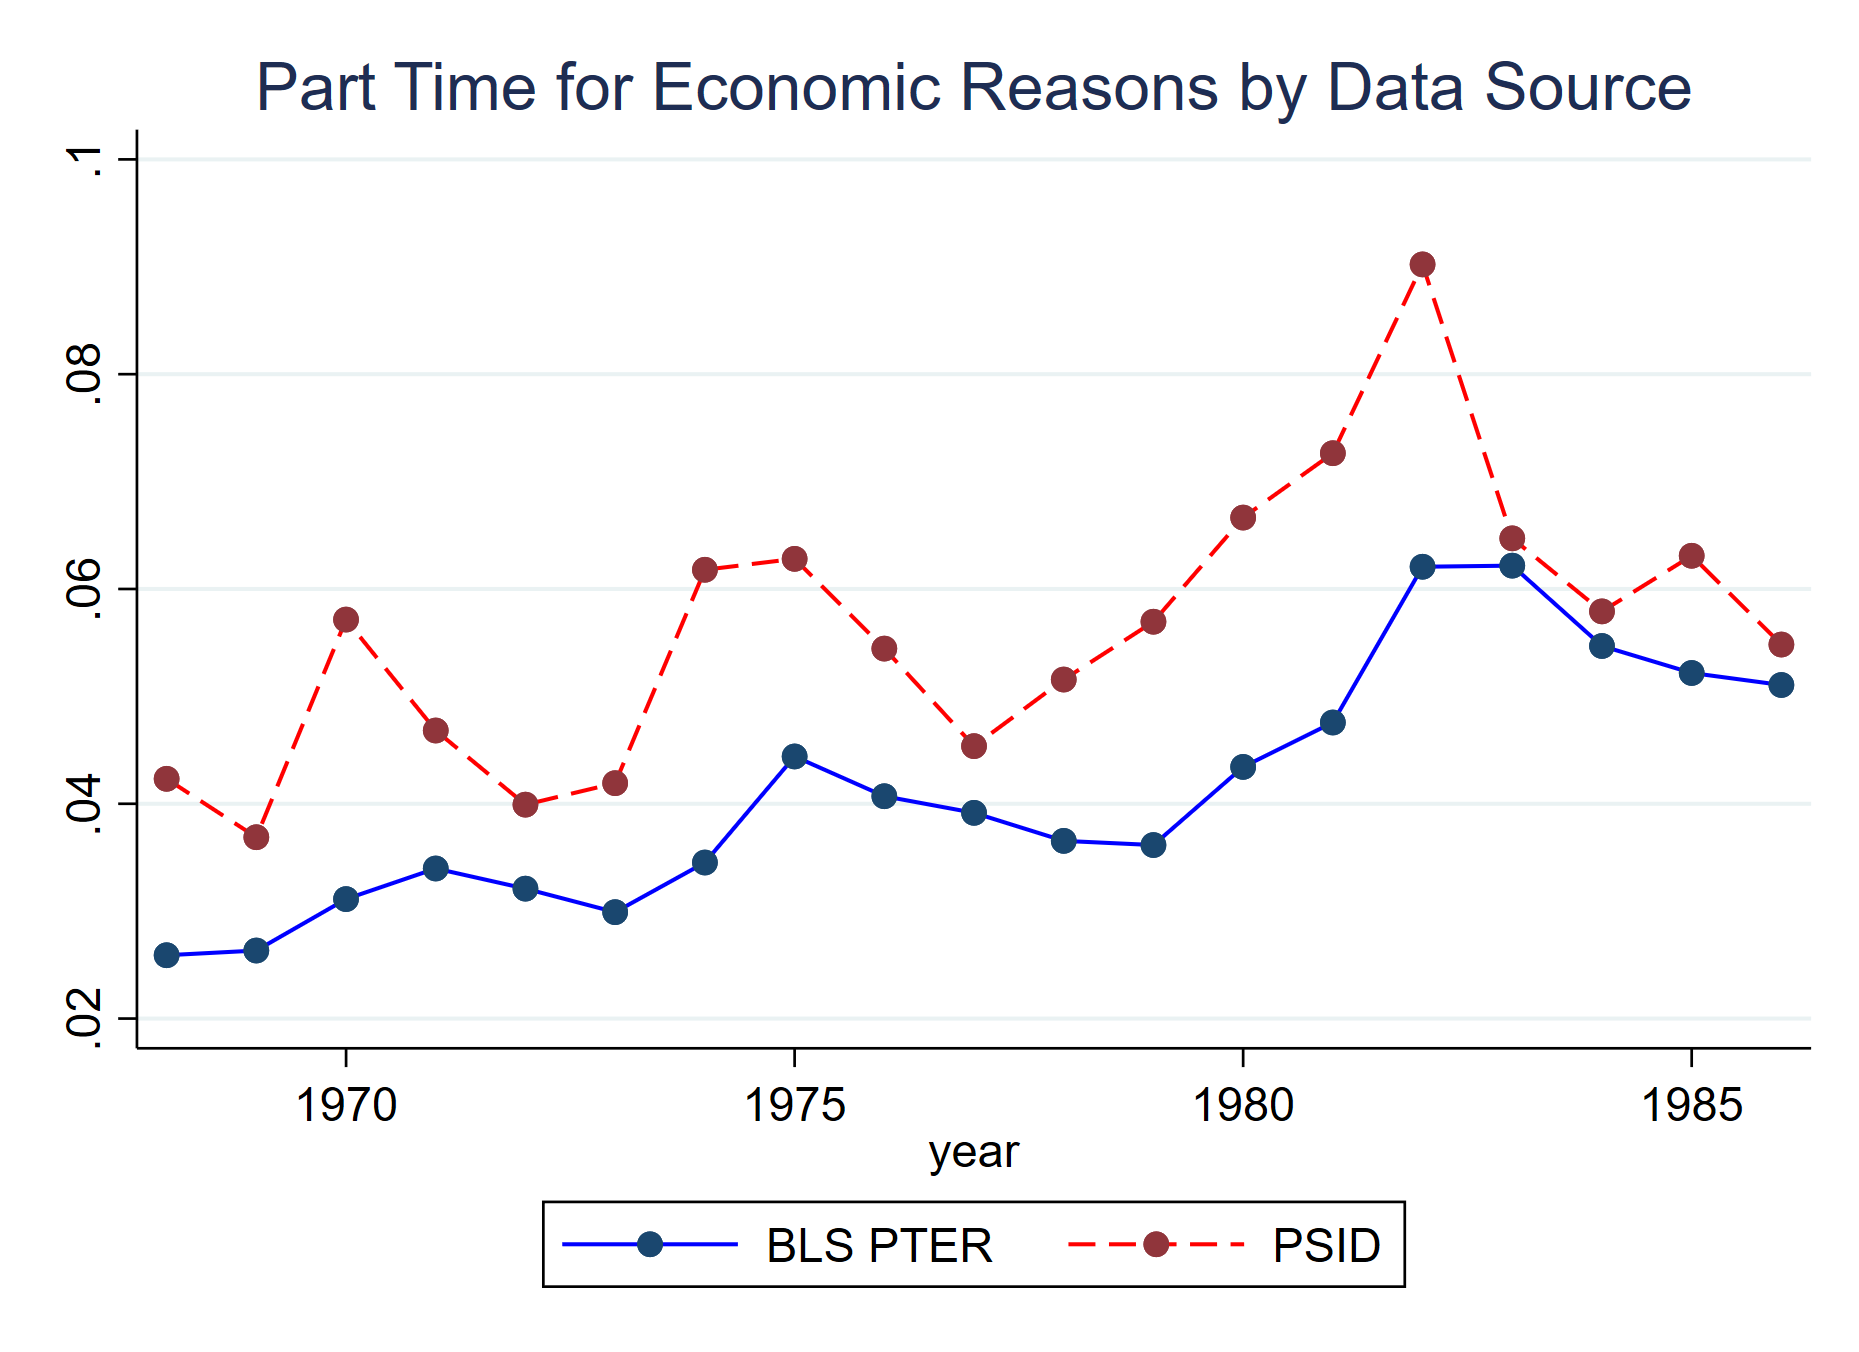 Part Time for Economic Reasons by Data Source
.1
.08
.06
.04
.02
1970 1975 1980 1985
year
BLS PTER PSID